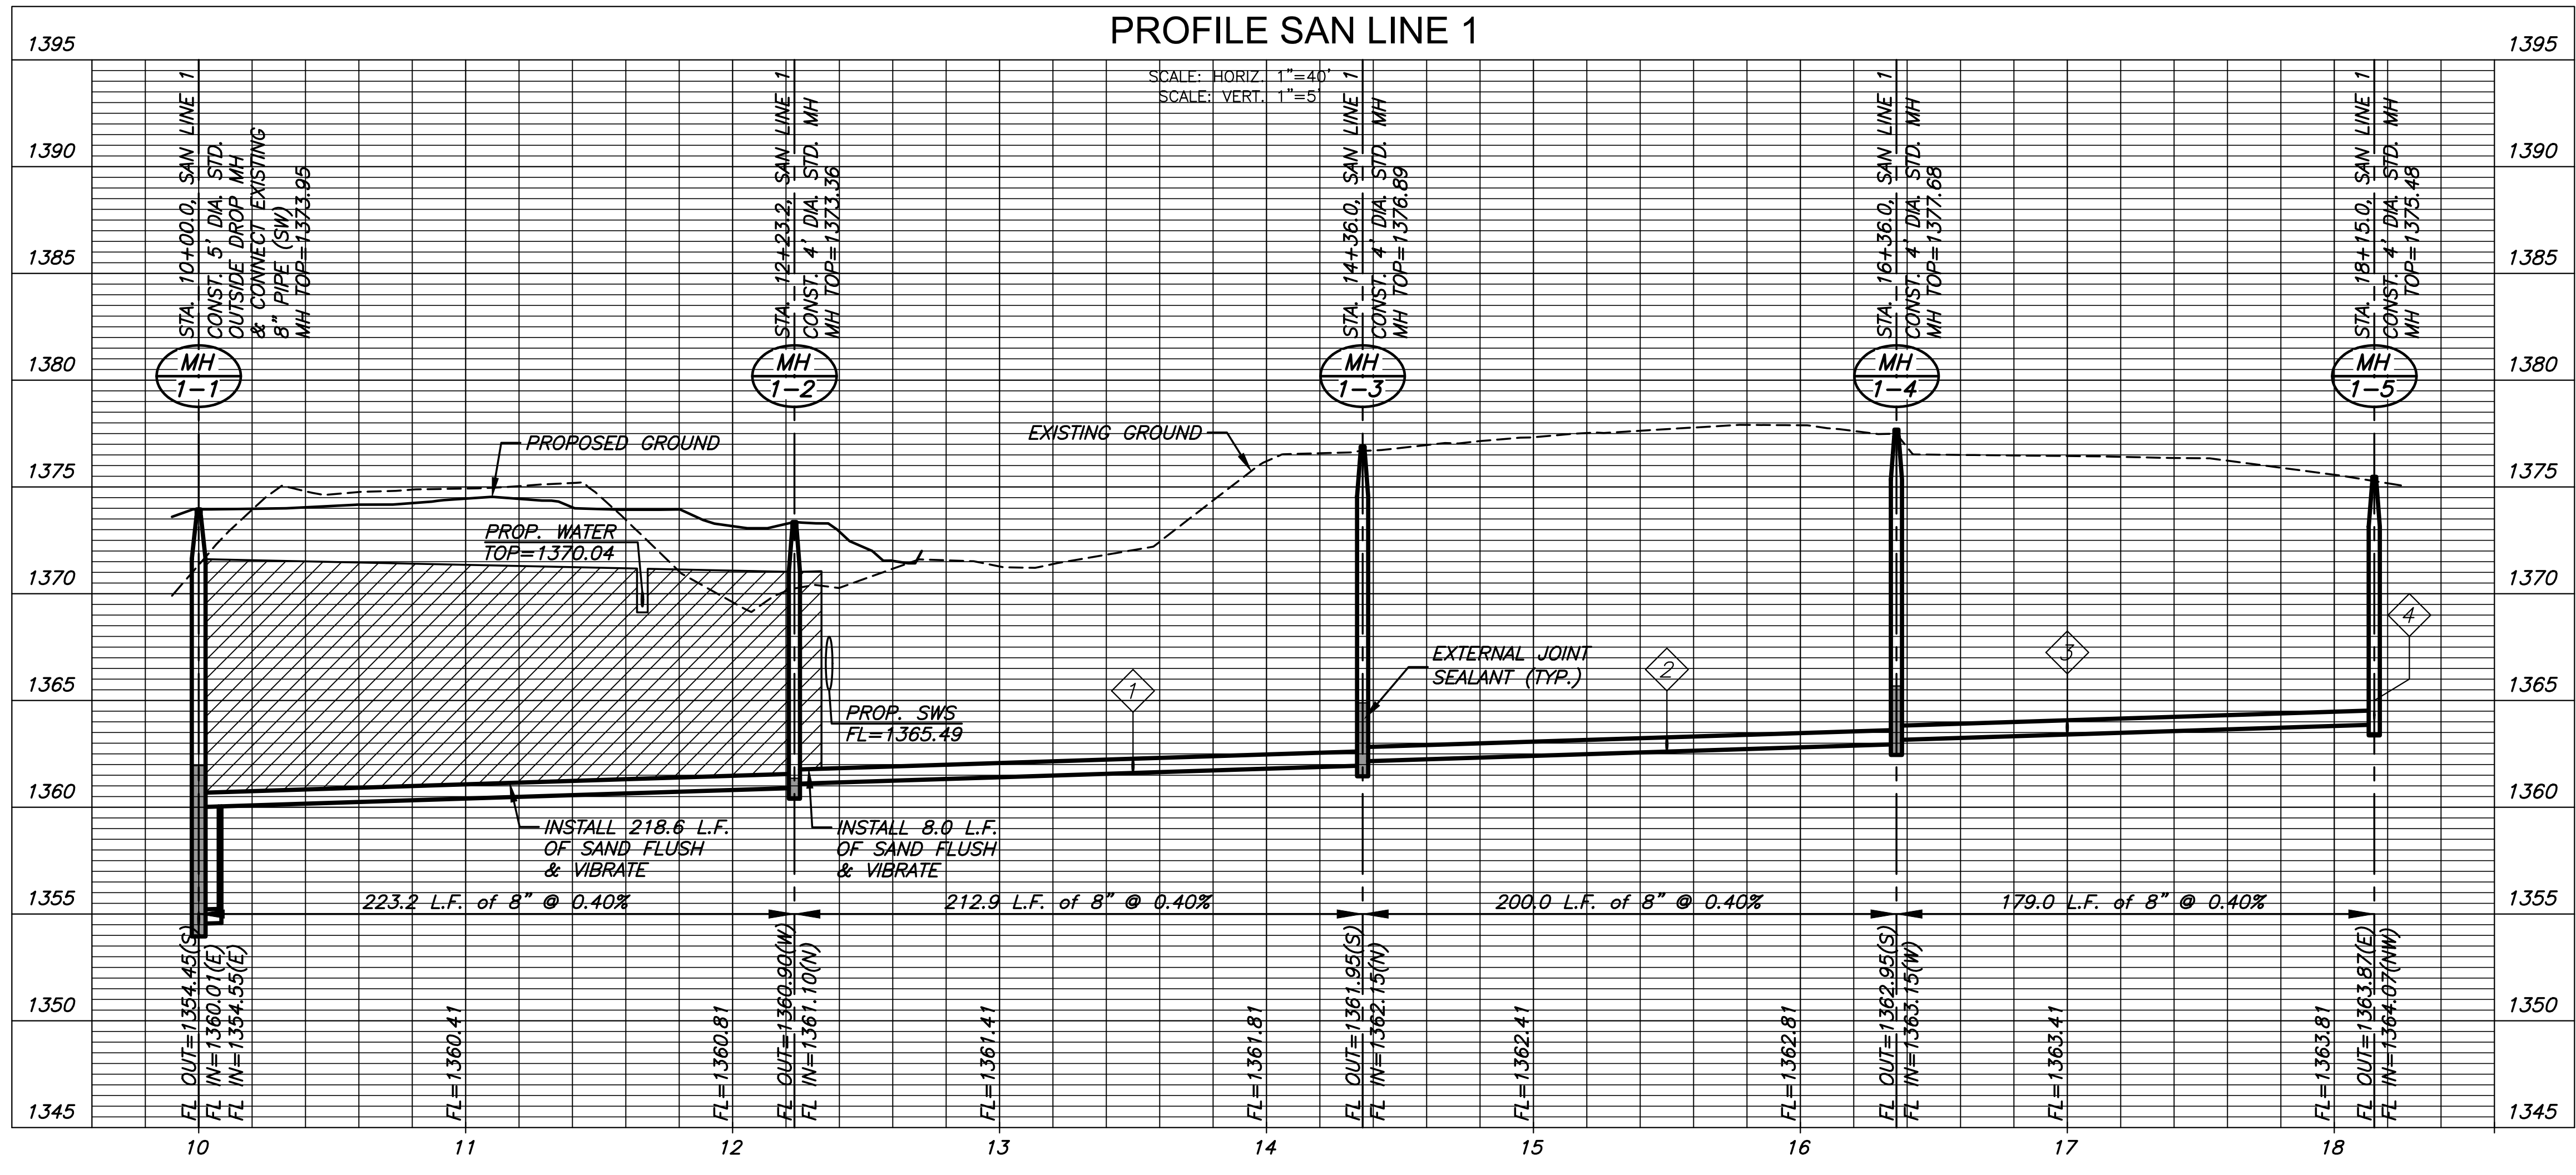 PROFILE SAN LINE 1
SCALE: HORIZ. 1"=40'
SCALE: VERT. 1"=5'
1395
1395
1390
1390
1385
1385
1380
1380
1375
1375
1370
1370
1365
1365
1360
1360
1355
1355
1350
1350
1345
1345
STA. 10+00.0, SAN LINE 1
CONST. 5' DIA. STD.
OUTSIDE DROP MH
& CONNECT EXISTING
8" PIPE (SW)
MH TOP=1373.95
STA. 12+23.2, SAN LINE 1
CONST. 4' DIA. STD. MH
MH TOP=1373.36
STA. 14+36.0, SAN LINE 1
CONST. 4' DIA. STD. MH
MH TOP=1376.89
STA. 16+36.0, SAN LINE 1
CONST. 4' DIA. STD. MH
MH TOP=1377.68
STA. 18+15.0, SAN LINE 1
CONST. 4' DIA. STD. MH
MH TOP=1375.48
MH
1-1
MH
1-2
MH
1-3
MH
1-4
MH
1-5
PROPOSED GROUND
EXISTING GROUND
PROP. WATER
TOP=1370.04
EXTERNAL JOINT
SEALANT (TYP.)
PROP. SWS
FL=1365.49
1
2
3
4
INSTALL 218.6 L.F.
OF SAND FLUSH
& VIBRATE
INSTALL 8.0 L.F.
OF SAND FLUSH
& VIBRATE
223.2 L.F. of 8" @ 0.40%
212.9 L.F. of 8" @ 0.40%
200.0 L.F. of 8" @ 0.40%
179.0 L.F. of 8" @ 0.40%
FL OUT=1354.45(S)
FL IN=1360.01(E)
FL IN=1354.55(E)
FL=1360.41
FL=1360.81
FL OUT=1360.90(W)
FL IN=1361.10(N)
FL=1361.41
FL=1361.81
FL OUT=1361.95(S)
FL IN=1362.15(N)
FL=1362.41
FL=1362.81
FL OUT=1362.95(S)
FL IN=1363.15(W)
FL=1363.41
FL=1363.81
FL OUT=1363.87(E)
FL IN=1364.07(NW)
10
11
12
13
14
15
16
17
18